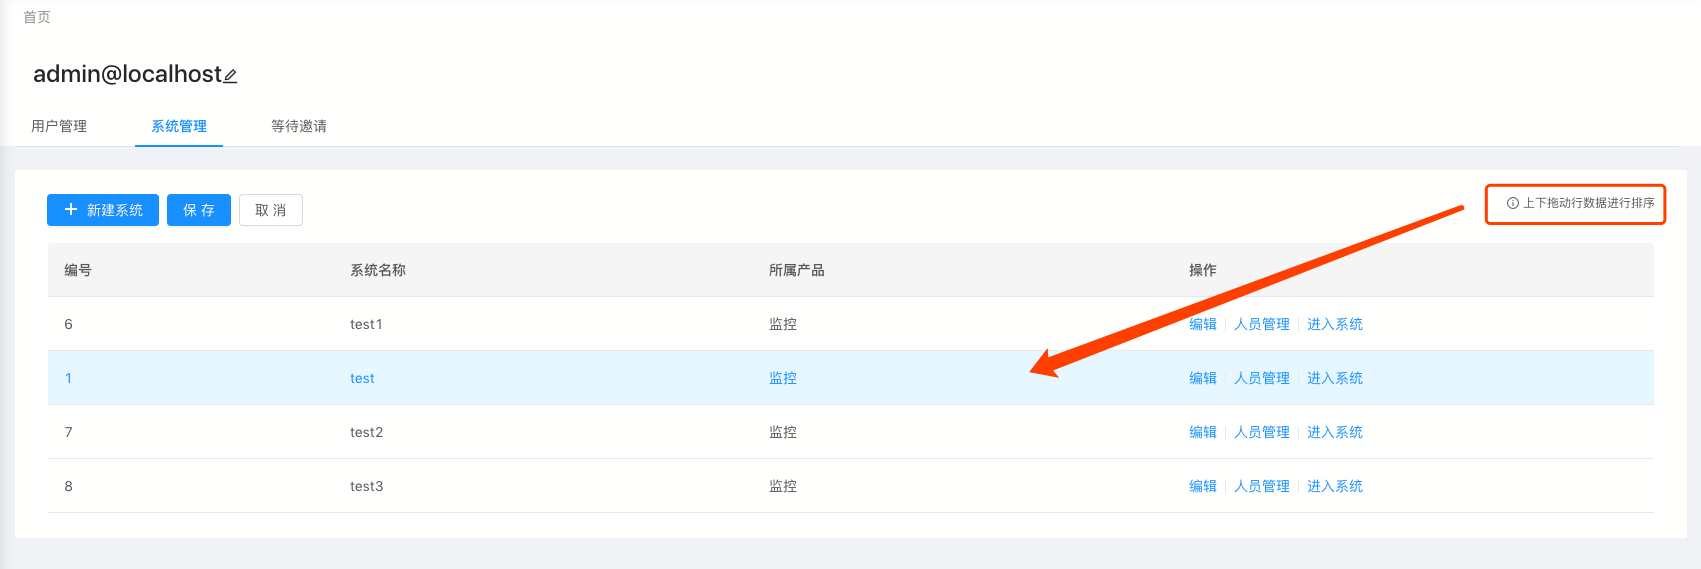 首页
admin@localhost
用户管理 系统管理 等待邀请
+ 新建系统 保 存 取 消 上下拖动行数据进行排序
编号 系统名称 所属产品 操作
6 test1 监控 编辑 人员管理 进入系统
1 test 监控 编辑 人员管理 进入系统
7 test2 监控 编辑 人员管理 进入系统
8 test3 监控 编辑 人员管理 进入系统